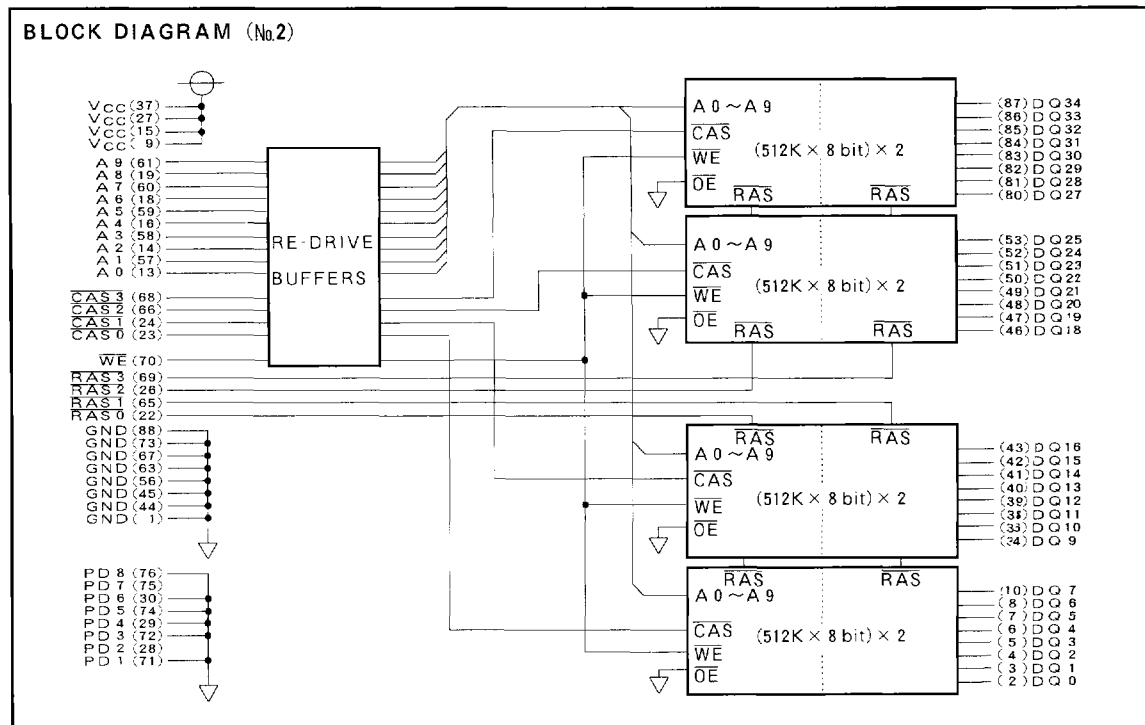 BLOCK DIAGRAM (No.2)
VCC (37)
VCC (27)
VCC (15)
VCC ( 9)
A 9 (61)
A 8 (19)
A 7 (60)
A 6 (18)
A 5 (59)
A 4 (16)
A 3 (58)
A 2 (14)
A 1 (57)
A 0 (13)
CAS 3 (68)
CAS 2 (66)
CAS 1 (24)
CAS 0 (23)
WE (70)
RAS 3 (69)
RAS 2 (26)
RAS 1 (65)
RAS 0 (22)
GND (88)
GND (73)
GND (67)
GND (63)
GND (56)
GND (45)
GND (44)
GND ( 1)
PD 8 (76)
PD 7 (75)
PD 6 (30)
PD 5 (74)
PD 4 (29)
PD 3 (72)
PD 2 (28)
PD 1 (71)
RE-DRIVE
BUFFERS
A 0 ~ A 9
CAS
WE
(512K × 8 bit) × 2
OE
RAS
RAS
(87) DQ 34
(86) DQ 33
(85) DQ 32
(84) DQ 31
(83) DQ 30
(82) DQ 29
(81) DQ 28
(80) DQ 27
A 0 ~ A 9
CAS
WE
(512K × 8 bit) × 2
OE
RAS
RAS
(53) DQ 25
(52) DQ 24
(51) DQ 23
(50) DQ 22
(49) DQ 21
(48) DQ 20
(47) DQ 19
(46) DQ 18
RAS
RAS
A 0 ~ A 9
CAS
WE
(512K × 8 bit) × 2
OE
(43) DQ 16
(42) DQ 15
(41) DQ 14
(40) DQ 13
(39) DQ 12
DQ 11
DQ 10
(34) DQ 9
RAS
RAS
A 0 ~ A 9
CAS
(512K × 8 bit) × 2
WE
OE
(10) DQ 7
( 8 ) DQ 6
( 7 ) DQ 5
( 6 ) DQ 4
( 5 ) DQ 3
( 4 ) DQ 2
( 3 ) DQ 1
( 2 ) DQ 0